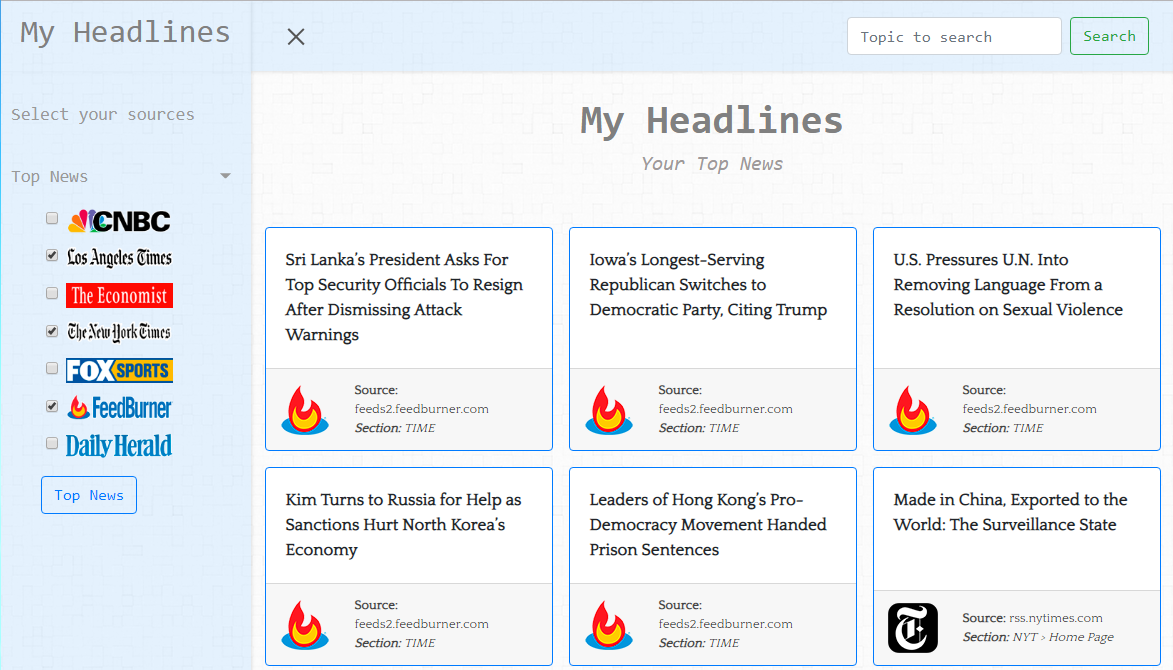 My Headlines
Topic to search
Search
Select your sources
Top News
CNBC
Los Angeles Times
The Economist
The New York Times
FOX SPORTS
FeedBurner
Daily Herald
Top News
My Headlines
Your Top News
Sri Lanka’s President Asks For
Top Security Officials To Resign
After Dismissing Attack
Warnings
Source:
feeds2.feedburner.com
Section: TIME
Iowa’s Longest-Serving
Republican Switches to
Democratic Party, Citing Trump
Source:
feeds2.feedburner.com
Section: TIME
U.S. Pressures U.N. Into
Removing Language From a
Resolution on Sexual Violence
Source:
feeds2.feedburner.com
Section: TIME
Kim Turns to Russia for Help as
Sanctions Hurt North Korea’s
Economy
Source:
feeds2.feedburner.com
Section: TIME
Leaders of Hong Kong’s Pro-
Democracy Movement Handed
Prison Sentences
Source:
feeds2.feedburner.com
Section: TIME
Made in China, Exported to the
World: The Surveillance State
T
Source: rss.nytimes.com
Section: NYT > Home Page